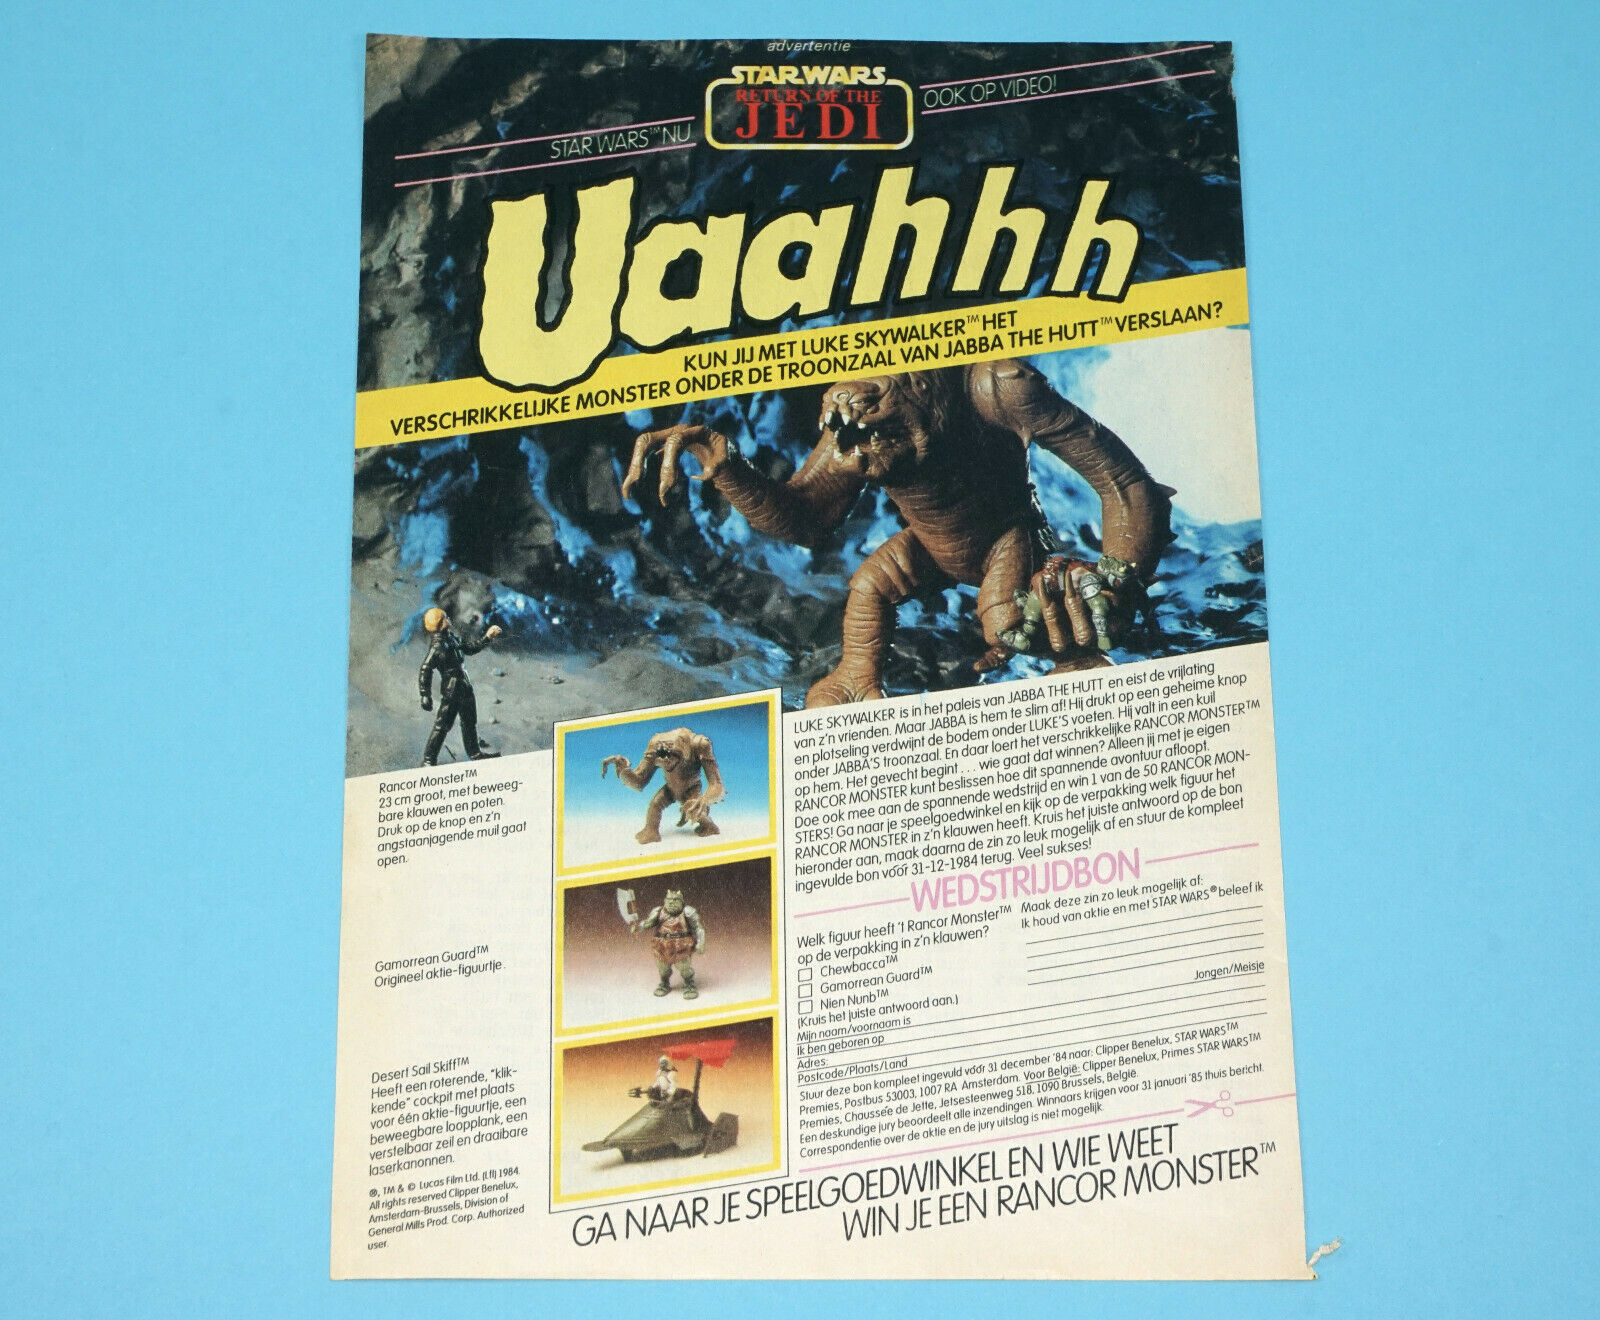 advertentie
STAR WARS
RETURN OF THE
JEDI
STAR WARS™ NU
OOK OP VIDEO!
Uaahhh
KUN JIJ MET LUKE SKYWALKER™ HET
VERSCHRIKKELIJKE MONSTER ONDER DE TROONZAAL VAN JABBA THE HUTT™ VERSLAAN?
Rancor Monster™
23 cm groot, met beweeg-
bare klauwen en poten.
Druk op de knop en z'n
angstaanjagende muil gaat
open.
Gamorrean Guard™
Origineel aktie-figuurtje.
Desert Sail Skiff™
Heeft een roterende, "klik-
kende" cockpit met plaats
voor één aktie-figuurtje, een
beweegbare loopplank, een
verstelbaar zeil en draaibare
laserkanonnen.
®, TM & © Lucas Film Ltd. (Lfl) 1984.
All rights reserved Clipper Benelux,
Amsterdam-Brussels, Division of
General Mills Prod. Corp. Authorized
user.
LUKE SKYWALKER is in het paleis van JABBA THE HUTT en eist de vrijlating
van z'n vrienden. Maar JABBA is hem te slim af! Hij drukt op een geheime knop
en plotseling verdwijnt de bodem onder LUKE'S voeten. Hij valt in een kuil
onder JABBA'S troonzaal. En daar loert het verschrikkelijke RANCOR MONSTER™
op hem. Het gevecht begint... wie gaat dat winnen? Alleen jij met je eigen
RANCOR MONSTER kunt beslissen hoe dit spannende avontuur afloopt.
Doe ook mee aan de spannende wedstrijd en win 1 van de 50 RANCOR MON-
STERS! Ga naar je speelgoedwinkel en kijk op de verpakking welk figuur het
RANCOR MONSTER in z'n klauwen heeft. Kruis het juiste antwoord op de bon
hieronder aan, maak daarna de zin zo leuk mogelijk af en stuur de kompleet
ingevulde bon vóór 31-12-1984 terug. Veel sukses!
WEDSTRIJDBON
Welk figuur heeft 't Rancor Monster™
op de verpakking in z'n klauwen?
Chewbacca™
Gamorrean Guard™
Nien Nunb™
(Kruis het juiste antwoord aan.)
Maak deze zin zo leuk mogelijk af:
Ik houd van aktie en met STAR WARS® beleef ik
Mijn naam/voornaam is
Jongen/Meisje
Ik ben geboren op
Adres:
Postcode/Plaats/Land
Stuur deze bon kompleet ingevuld vóór 31 december '84 naar: Clipper Benelux, STAR WARS™
Premies, Postbus 53003, 1007 RA Amsterdam. Voor België: Clipper Benelux, Primes STAR WARS™
Premies, Chaussée de Jette, Jetsesteenweg 518, 1090 Brussels, België.
Een deskundige jury beoordeelt alle inzendingen. Winnaars krijgen voor 31 januari '85 thuis bericht.
Correspondentie over de aktie en de jury uitslag is niet mogelijk.
GA NAAR JE SPEELGOEDWINKEL EN WIE WEET
WIN JE EEN RANCOR MONSTER™